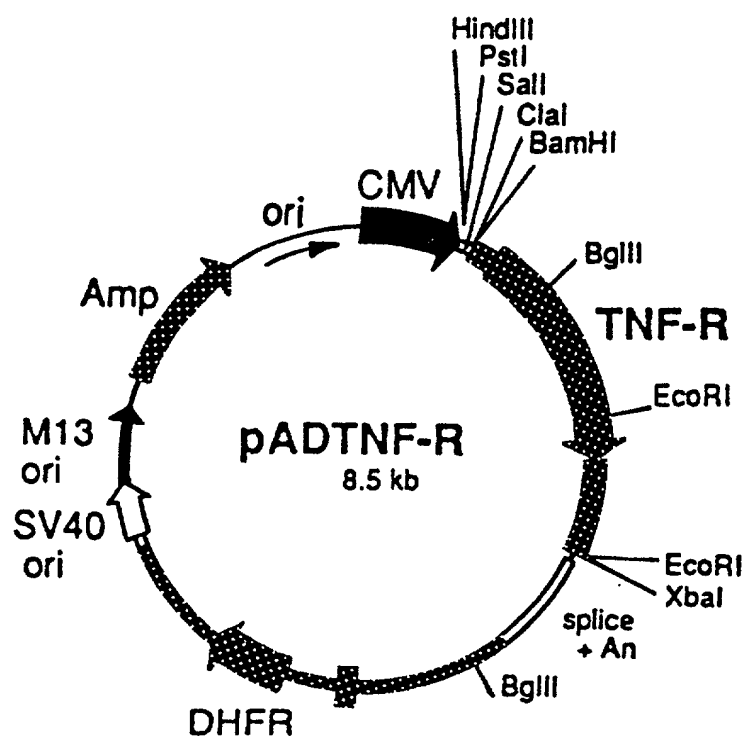 HindIII
PstI
SalI
ClaI
BamHI
CMV
ori
BglII
Amp
TNF-R
EcoRI
M13
ori
pADTNF-R
8.5 kb
SV40
ori
EcoRI
XbaI
splice
+ An
BglII
DHFR